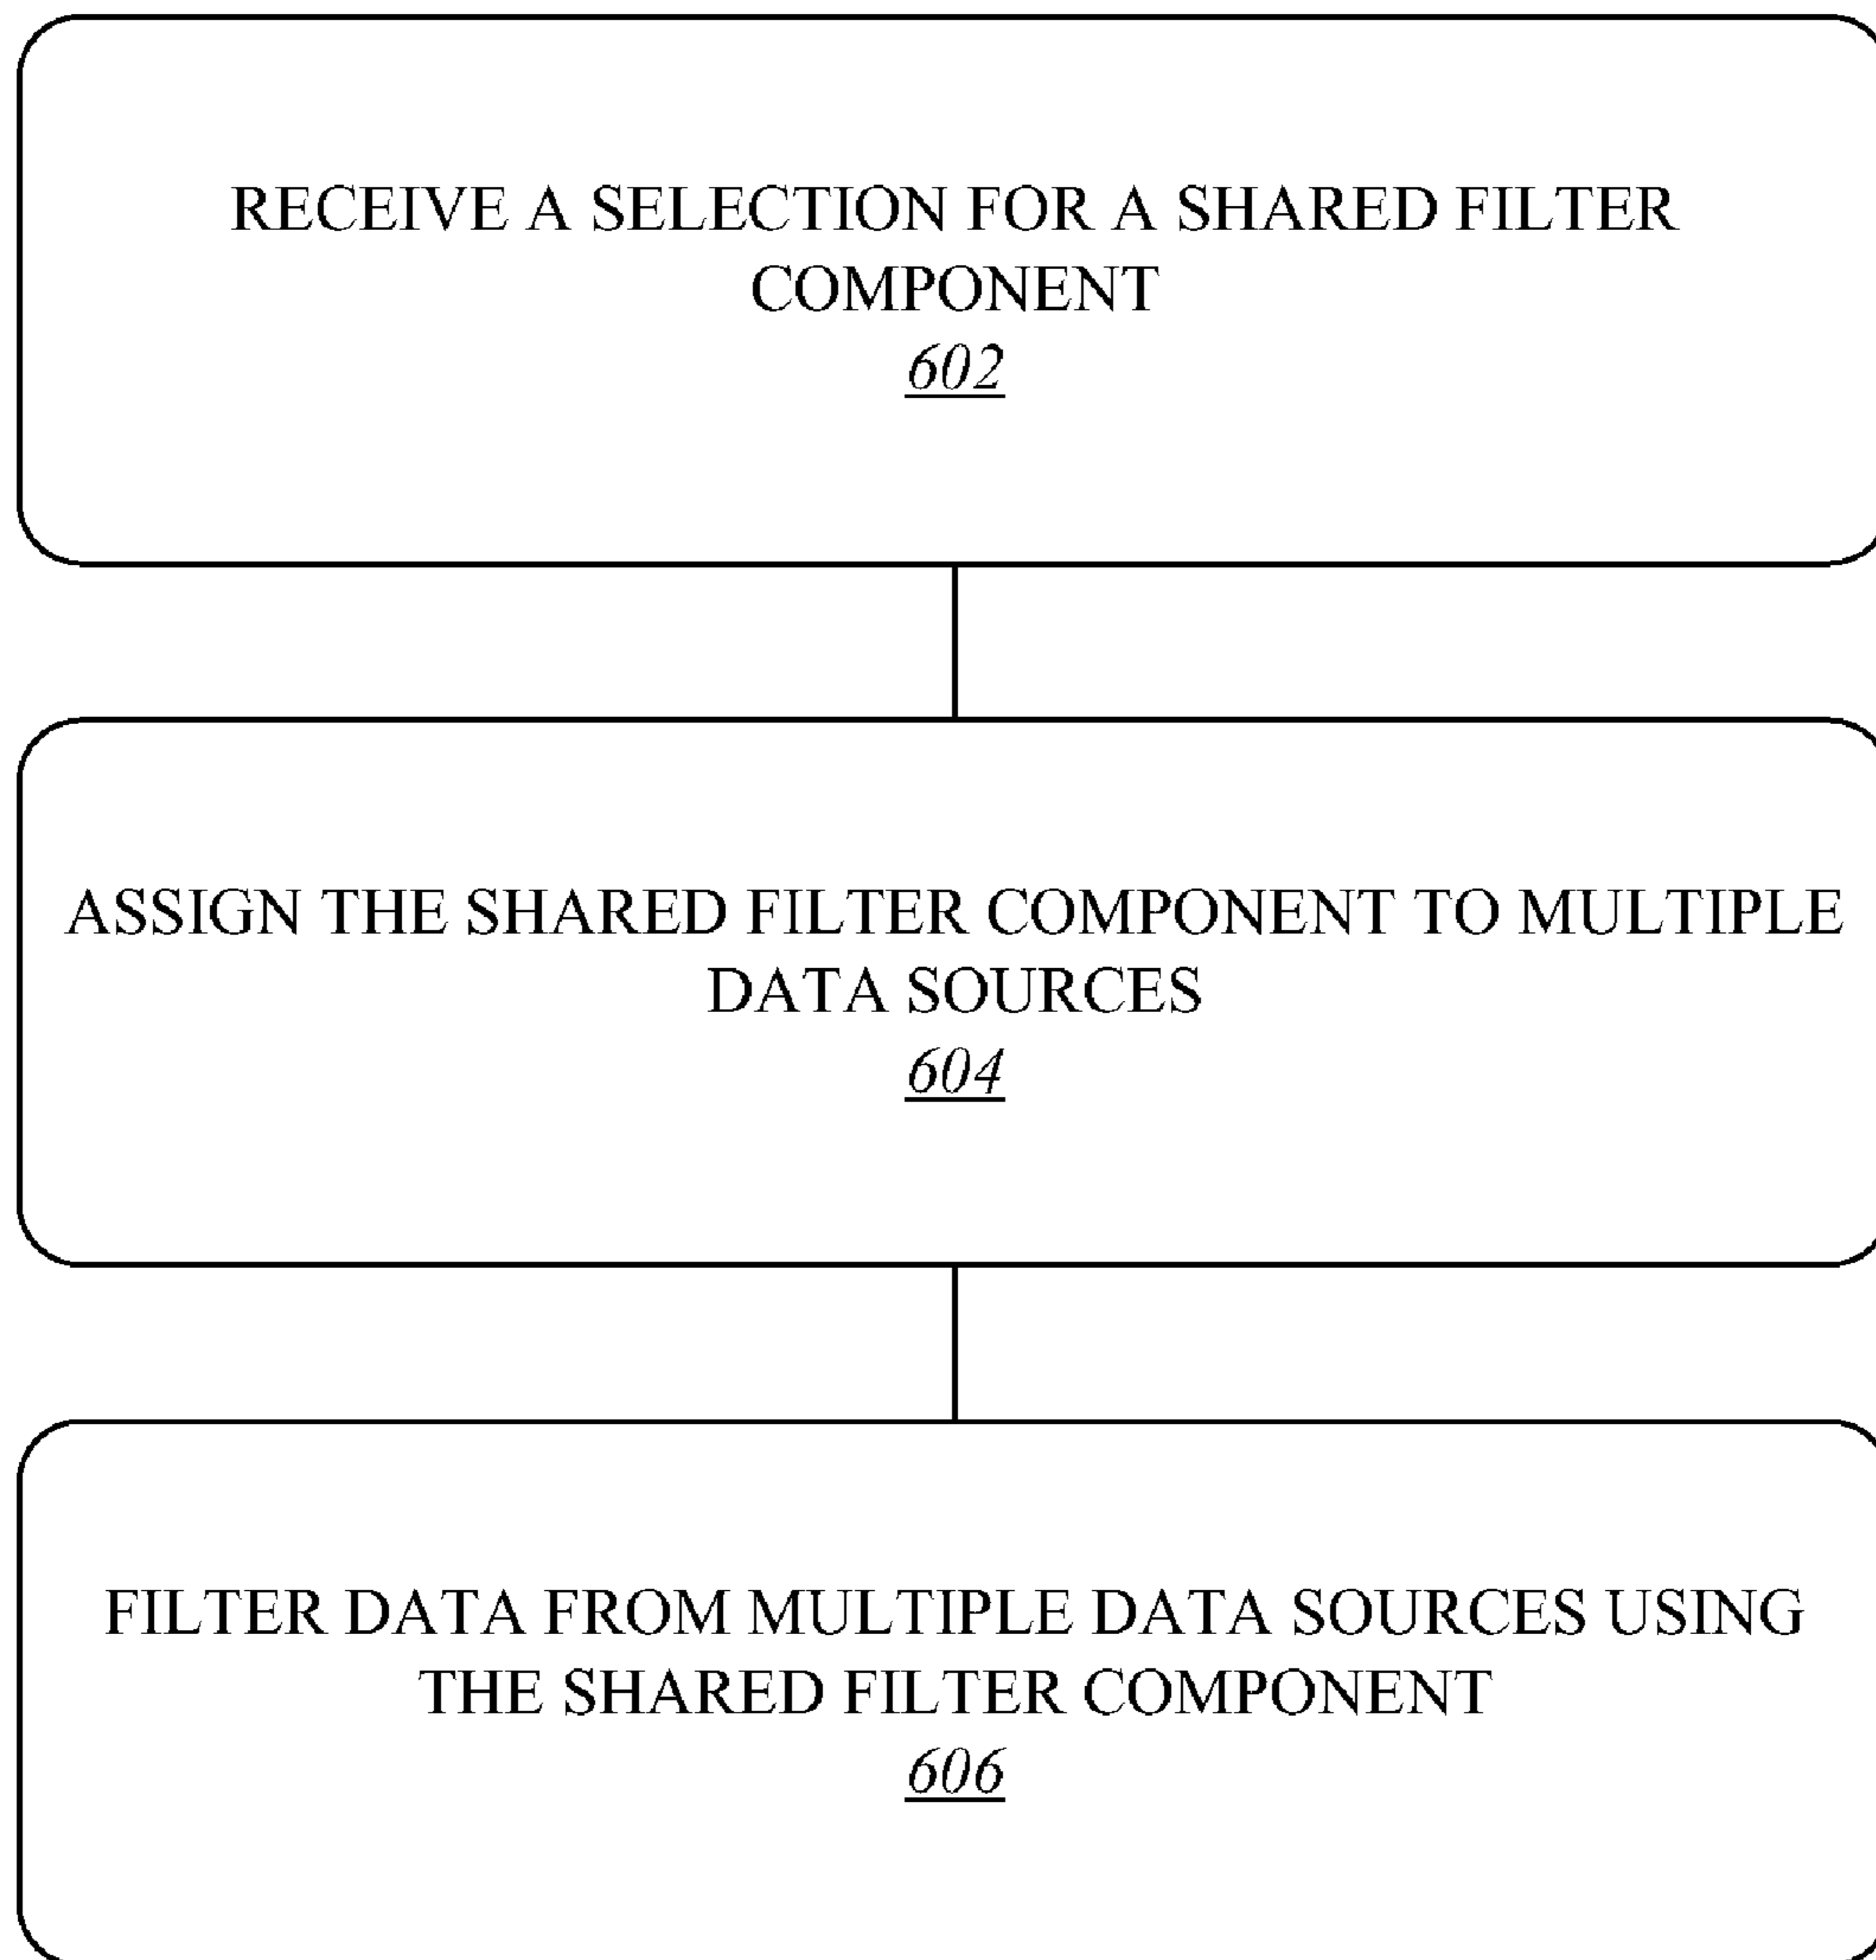 RECEIVE A SELECTION FOR A SHARED FILTER
COMPONENT
602
ASSIGN THE SHARED FILTER COMPONENT TO MULTIPLE
DATA SOURCES
604
FILTER DATA FROM MULTIPLE DATA SOURCES USING
THE SHARED FILTER COMPONENT
606